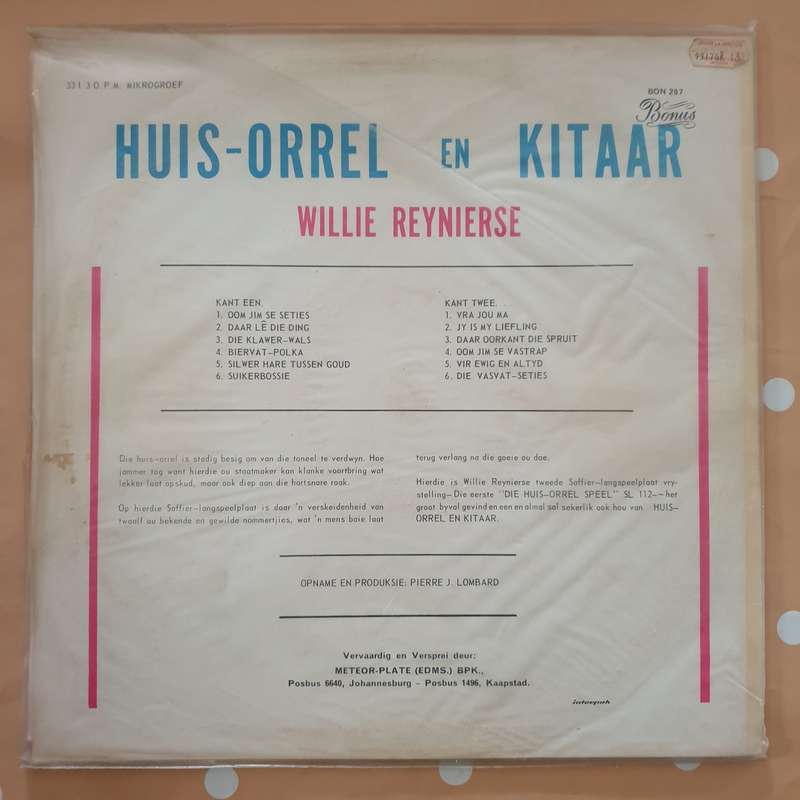 33 1 3 O. P. M. MIKROGROEF
BON 287
Bonus
HUIS-ORREL EN KITAAR
WILLIE REYNIERSE
KANT EEN.
1. OOM JIM SE SETIES
2. DAAR LÊ DIE DING
3. DIE KLAWER-WALS
4. BIERVAT-POLKA
5. SILWER HARE TUSSEN GOUD
6. SUIKERBOSSIE
KANT TWEE.
1. VRA JOU MA
2. JY IS MY LIEFLING
3. DAAR OORKANT DIE SPRUIT
4. OOM JIM SE VASTRAP
5. VIR EWIG EN ALTYD
6. DIE VASVAT-SETIES
Die huis-orrel is stadig besig om van die toneel te verdwyn. Hoe
jammer tog want hierdie ou staatmaker kan klanke voortbring wat
lekker laat opskud, maar ook diep aan die hartsnare raak.
Op hierdie Saffier-langspeelplaat is daar 'n verskeidenheid van
twaalf ou bekende en gewilde nommertjies, wat 'n mens baie laat
terug verlang na die goeie ou dae.
Hierdie is Willie Reynierse tweede Saffier-langspeelplaat vry-
stelling- Die eerste "DIE HUIS-ORREL SPEEL" SL 112-- het
groot byval gevind en een en almal sal sekerlik ook hou van HUIS-
ORREL EN KITAAR.
OPNAME EN PRODUKSIE: PIERRE J. LOMBARD
Vervaardig en Versprei deur:
METEOR-PLATE (EDMS.) BPK.,
Posbus 6640, Johannesburg - Posbus 1496, Kaapstad.